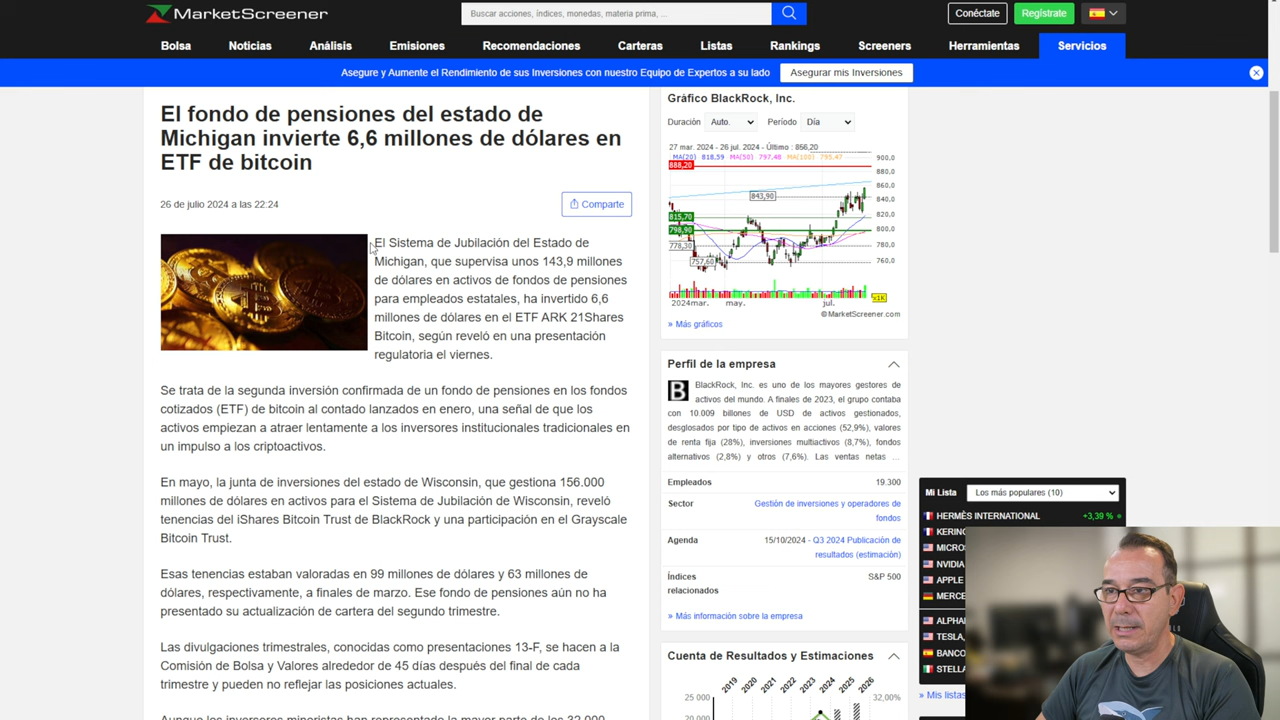 MarketScreener
Buscar acciones, índices, monedas, materia prima, ...
Conéctate
Regístrate
Bolsa
Noticias
Análisis
Emisiones
Recomendaciones
Carteras
Listas
Rankings
Screeners
Herramientas
Servicios
Asegure y Aumente el Rendimiento de sus Inversiones con nuestro Equipo de Expertos a su lado
Asegurar mis Inversiones
El fondo de pensiones del estado de
Michigan invierte 6,6 millones de dólares en
ETF de bitcoin
26 de julio 2024 a las 22:24
Comparte
El Sistema de Jubilación del Estado de
Michigan, que supervisa unos 143,9 millones
de dólares en activos de fondos de pensiones
para empleados estatales, ha invertido 6,6
millones de dólares en el ETF ARK 21Shares
Bitcoin, según reveló en una presentación
regulatoria el viernes.
Se trata de la segunda inversión confirmada de un fondo de pensiones en los fondos
cotizados (ETF) de bitcoin al contado lanzados en enero, una señal de que los
activos empiezan a atraer lentamente a los inversores institucionales tradicionales en
un impulso a los criptoactivos.
En mayo, la junta de inversiones del estado de Wisconsin, que gestiona 156.000
millones de dólares en activos para el Sistema de Jubilación de Wisconsin, reveló
tenencias del iShares Bitcoin Trust de BlackRock y una participación en el Grayscale
Bitcoin Trust.
Esas tenencias estaban valoradas en 99 millones de dólares y 63 millones de
dólares, respectivamente, a finales de marzo. Ese fondo de pensiones aún no ha
presentado su actualización de cartera del segundo trimestre.
Las divulgaciones trimestrales, conocidas como presentaciones 13-F, se hacen a la
Comisión de Bolsa y Valores alrededor de 45 días después del final de cada
trimestre y pueden no reflejar las posiciones actuales.
Aunque los inversores minoristas han representado la mayor parte de los 32.000
Gráfico BlackRock, Inc.
Duración
Auto.
Período
Día
27 mar. 2024 - 26 jul. 2024 - Último : 856,20
MA(20) 818,59 MA(50) 797,48 MA(100) 795,47
900,0
888,20
880,0
860,0
843,90
840,0
820,0
815,70
800,0
798,90
780,0
778,30
760,0
757,60
x1K
2024mar. may. jul.
©MarketScreener.com
» Más gráficos
Perfil de la empresa
BlackRock, Inc. es uno de los mayores gestores de
activos del mundo. A finales de 2023, el grupo contaba
con 10.009 billones de USD de activos gestionados,
desglosados por tipo de activos en acciones (52,9%), valores
de renta fija (28%), inversiones multiactivos (8,7%), fondos
alternativos (2,8%) y otros (7,6%). Las ventas netas ...
Empleados
19.300
Sector
Gestión de inversiones y operadores de
fondos
Agenda
15/10/2024 - Q3 2024 Publicación de
resultados (estimación)
Índices
relacionados
S&P 500
» Más información sobre la empresa
Cuenta de Resultados y Estimaciones
2019 2020 2021 2022 2023 2024 2025 2026
25 000
32,00%
20 000
Mi Lista
Los más populares (10)
HERMÈS INTERNATIONAL
+3,39 %
KERIN
MICROS
NVIDIA
APPLE
MERCE
ALPHA
TESLA,
BANCO
STELLA
» Mis listas